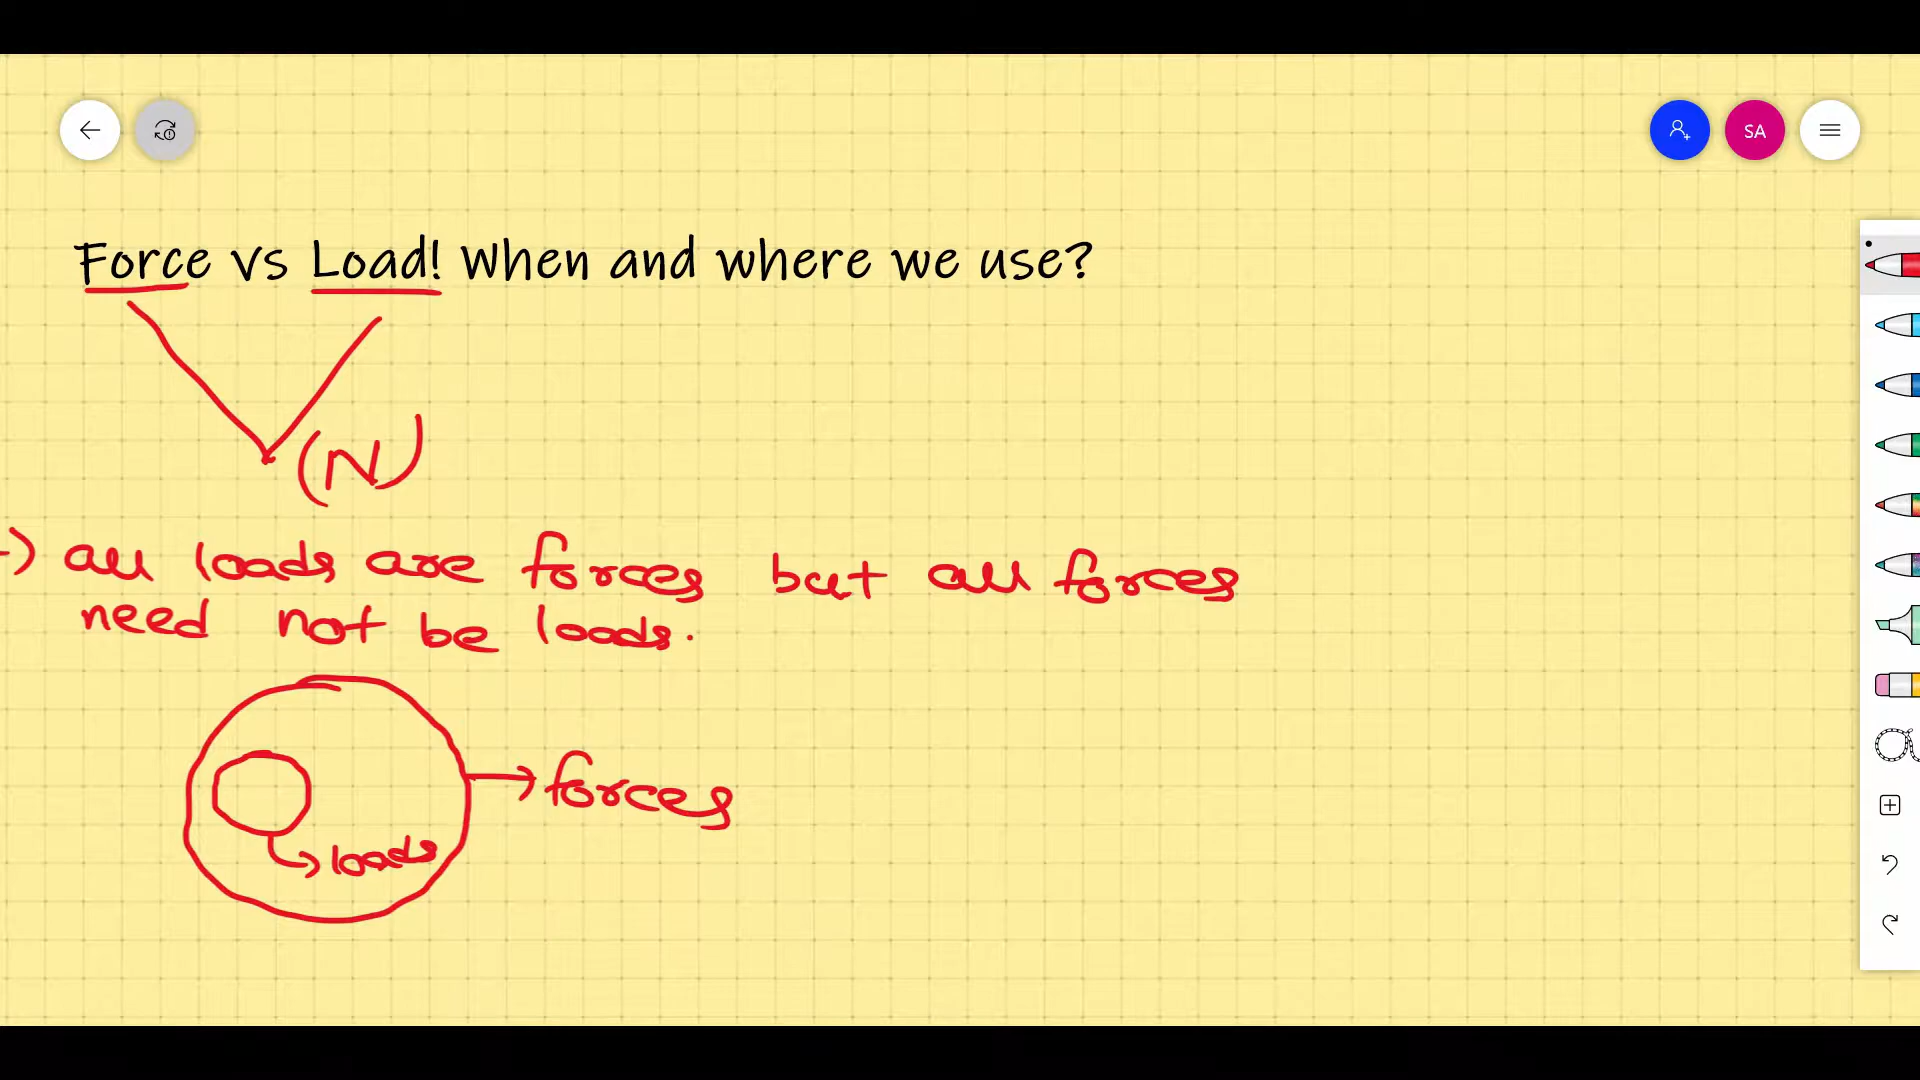 SA
Force vs Load! When and where we use?
(N)
→) all loads are forces but all forces
need not be loads.
forces
loads